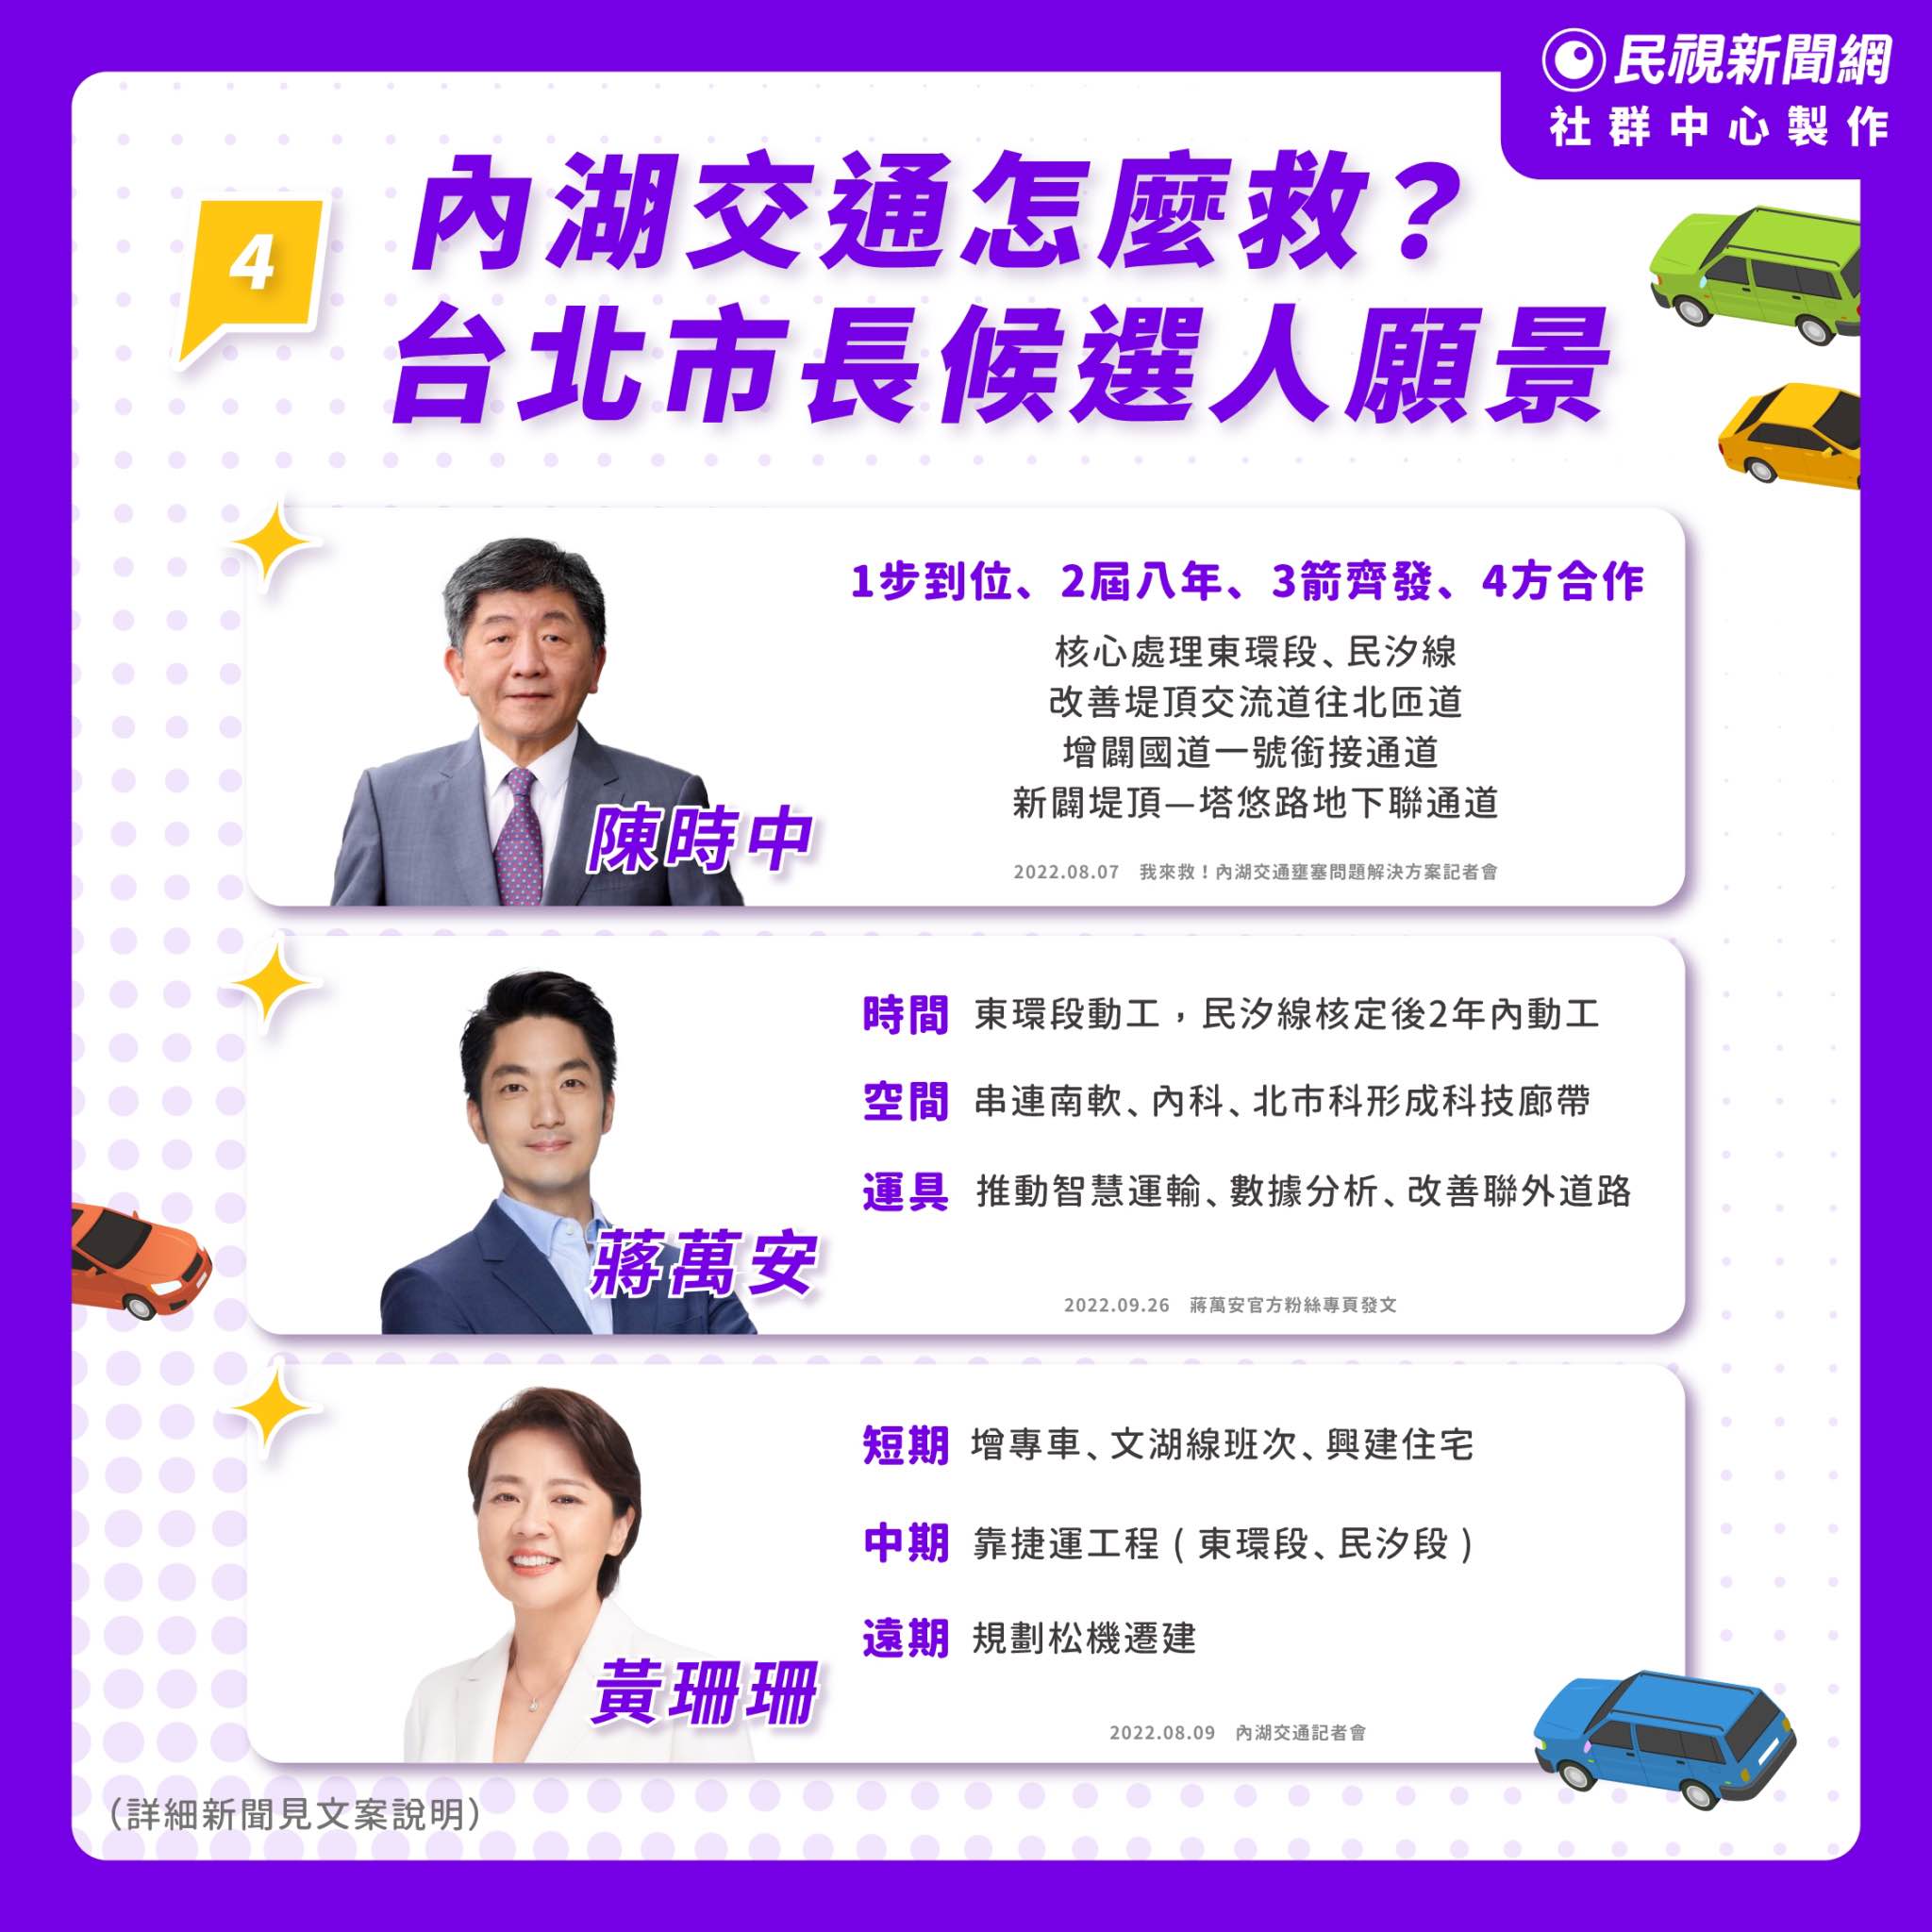 民視新聞網
社群中心製作
4
內湖交通怎麼救？
台北市長候選人願景
1步到位、2屆八年、3箭齊發、4方合作
核心處理東環段、民汐線
改善堤頂交流道往北匝道
增闢國道一號銜接通道
新闢堤頂—塔悠路地下聯通道
陳時中
2022.08.07 我來救！內湖交通壅塞問題解決方案記者會
時間 東環段動工，民汐線核定後2年內動工
空間 串連南軟、內科、北市科形成科技廊帶
運具 推動智慧運輸、數據分析、改善聯外道路
蔣萬安
2022.09.26 蔣萬安官方粉絲專頁發文
短期 增專車、文湖線班次、興建住宅
中期 靠捷運工程（東環段、民汐段）
遠期 規劃松機遷建
黃珊珊
2022.08.09 內湖交通記者會
（詳細新聞見文案說明）